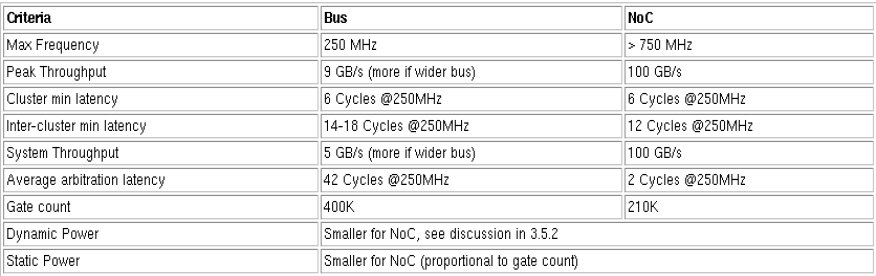 Criteria Bus NoC
Max Frequency 250 MHz > 750 MHz
Peak Throughput 9 GB/s (more if wider bus) 100 GB/s
Cluster min latency 6 Cycles @250MHz 6 Cycles @250MHz
Inter-cluster min latency 14-18 Cycles @250MHz 12 Cycles @250MHz
System Throughput 5 GB/s (more if wider bus) 100 GB/s
Average arbitration latency 42 Cycles @250MHz 2 Cycles @250MHz
Gate count 400K 210K
Dynamic Power Smaller for NoC, see discussion in 3.5.2
Static Power Smaller for NoC (proportional to gate count)